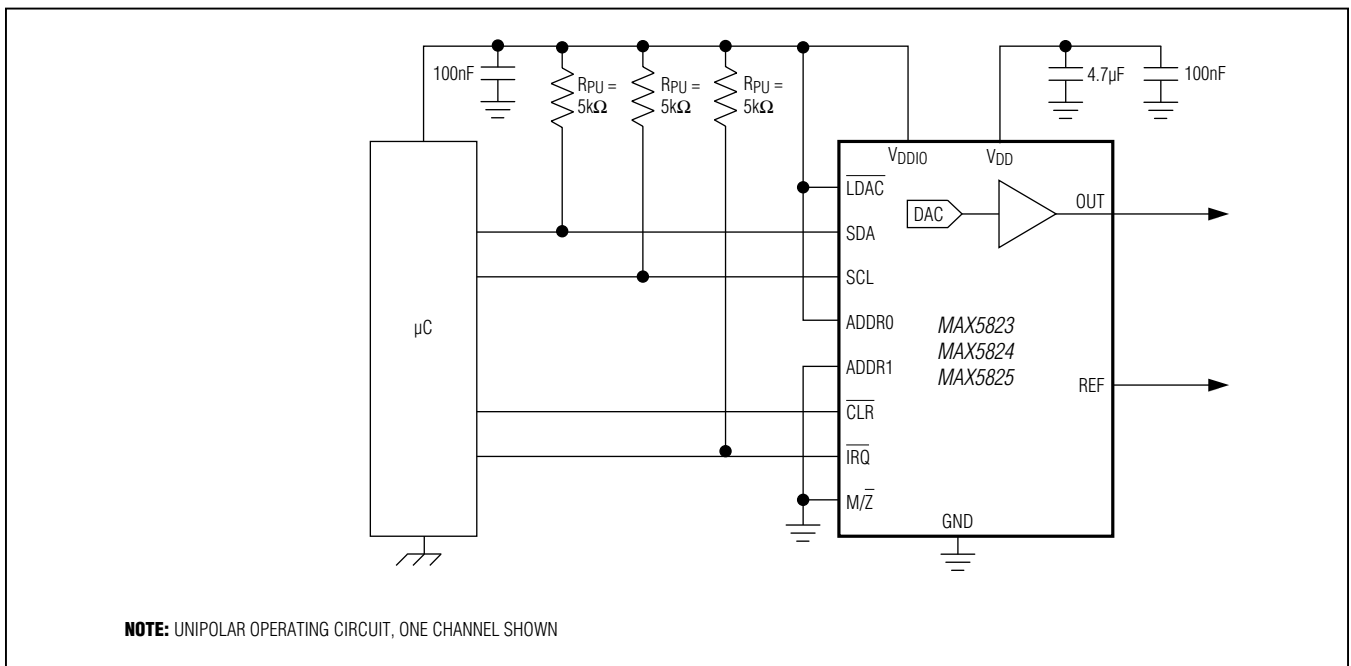 100nF
RPU =
5kΩ
RPU =
5kΩ
RPU =
5kΩ
4.7µF
100nF
VDDIO
VDD
LDAC
DAC
OUT
SDA
SCL
µC
ADDR0
MAX5823
MAX5824
MAX5825
ADDR1
REF
CLR
IRQ
M/Z
GND
NOTE: UNIPOLAR OPERATING CIRCUIT, ONE CHANNEL SHOWN